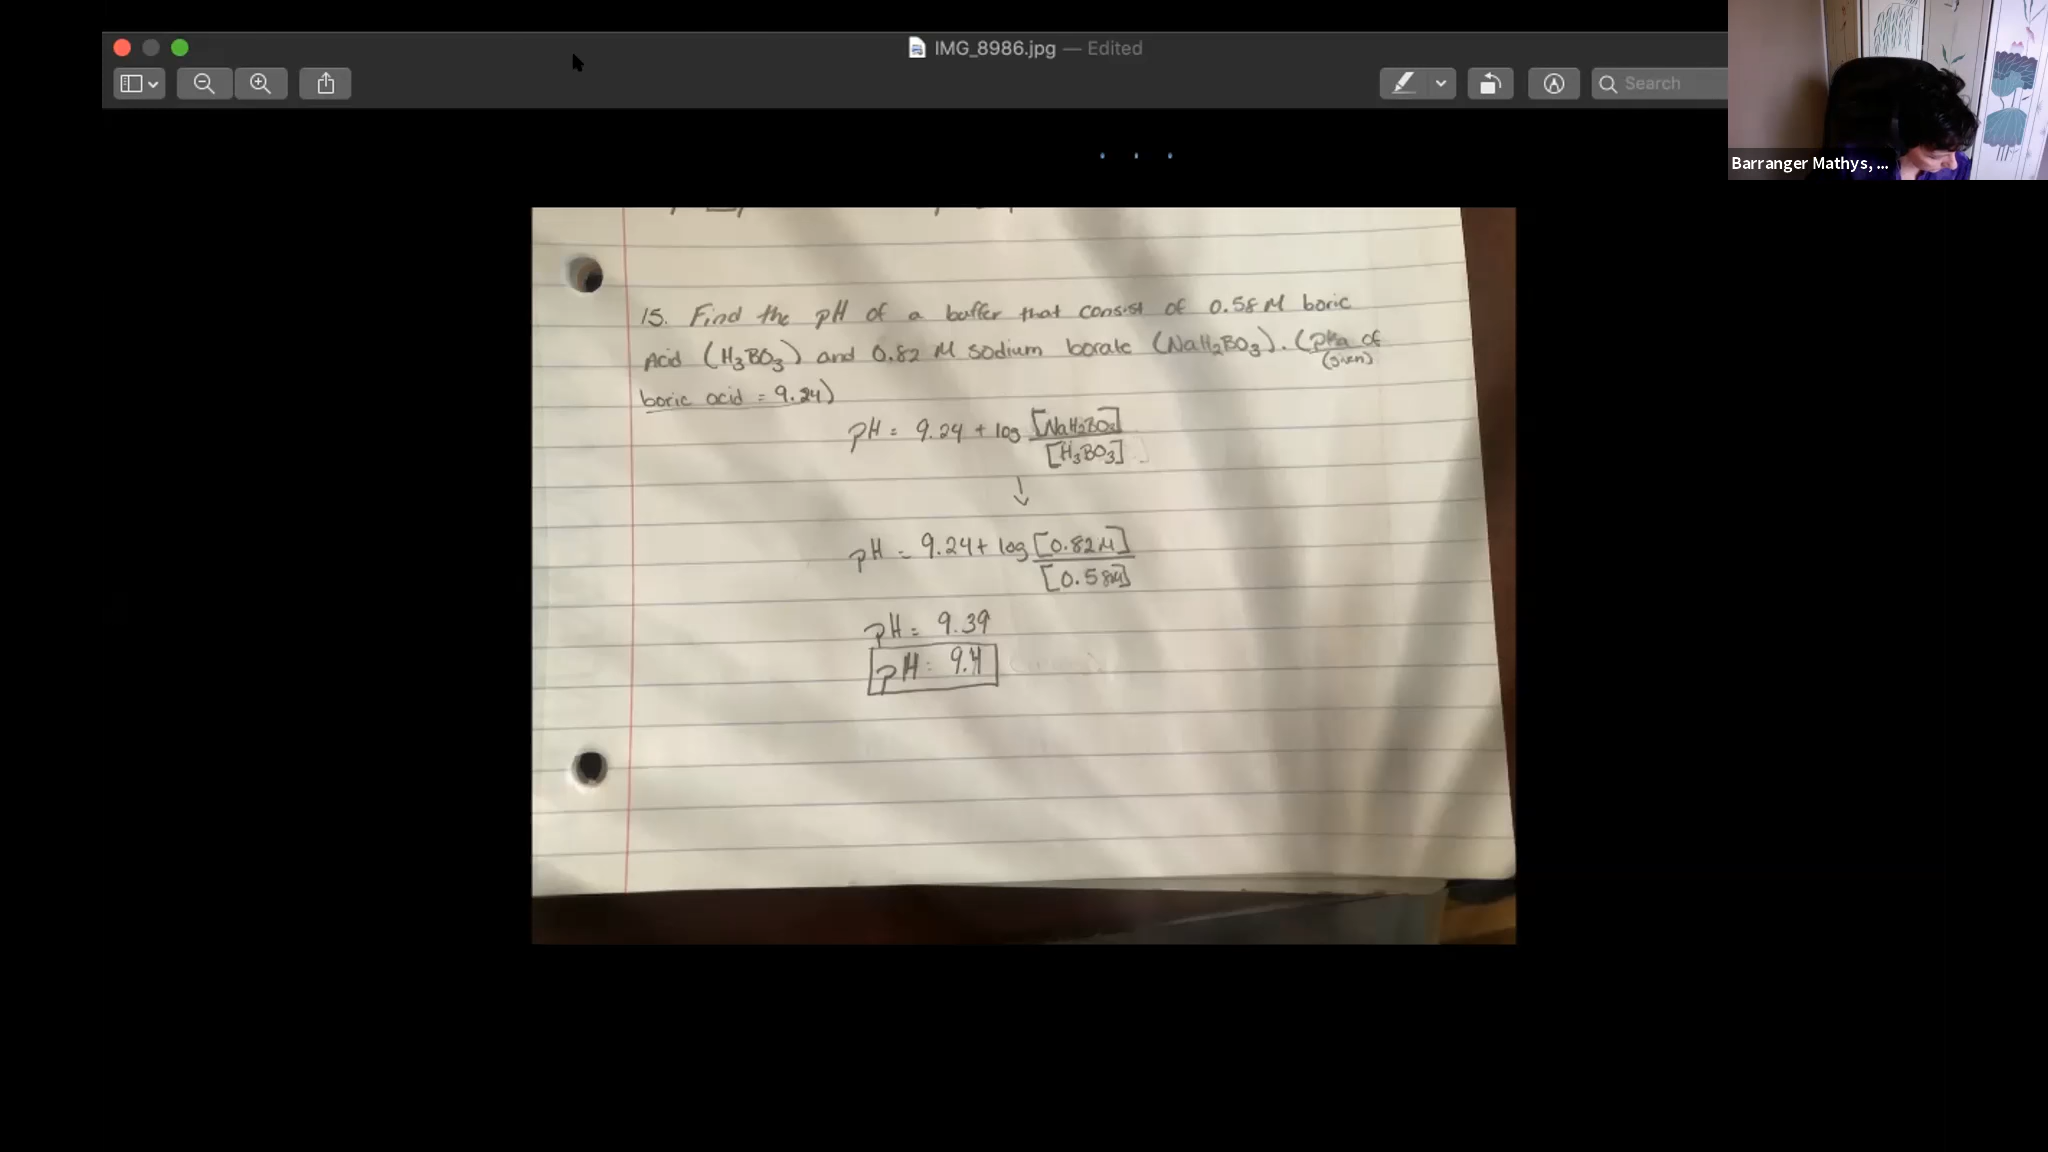 IMG_8986.jpg — Edited
Search
Barranger Mathys, ...
15. Find the pH of a buffer that consist of 0.58 M boric
Acid (H₃BO₃) and 0.82 M sodium borate (NaH₂BO₃). (pKa of
(given)
boric acid = 9.24)
pH = 9.24 + log [NaH₂BO₃]
[H₃BO₃]
↓
pH = 9.24 + log [0.82M]
[0.58M]
pH = 9.39
pH = 9.4